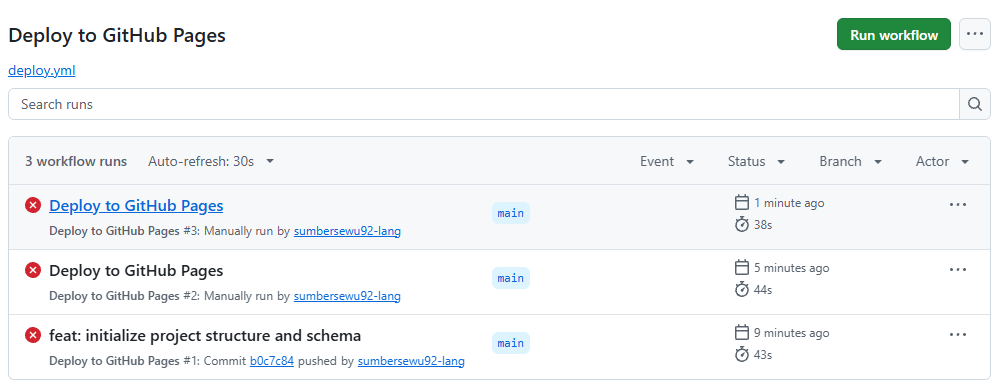 Deploy to GitHub Pages
Run workflow
deploy.yml
Search runs
3 workflow runs
Auto-refresh: 30s
Event
Status
Branch
Actor
Deploy to GitHub Pages
main
1 minute ago
Deploy to GitHub Pages #3: Manually run by sumbersewu92-lang
38s
Deploy to GitHub Pages
main
5 minutes ago
Deploy to GitHub Pages #2: Manually run by sumbersewu92-lang
44s
feat: initialize project structure and schema
main
9 minutes ago
Deploy to GitHub Pages #1: Commit b0c7c84 pushed by sumbersewu92-lang
43s